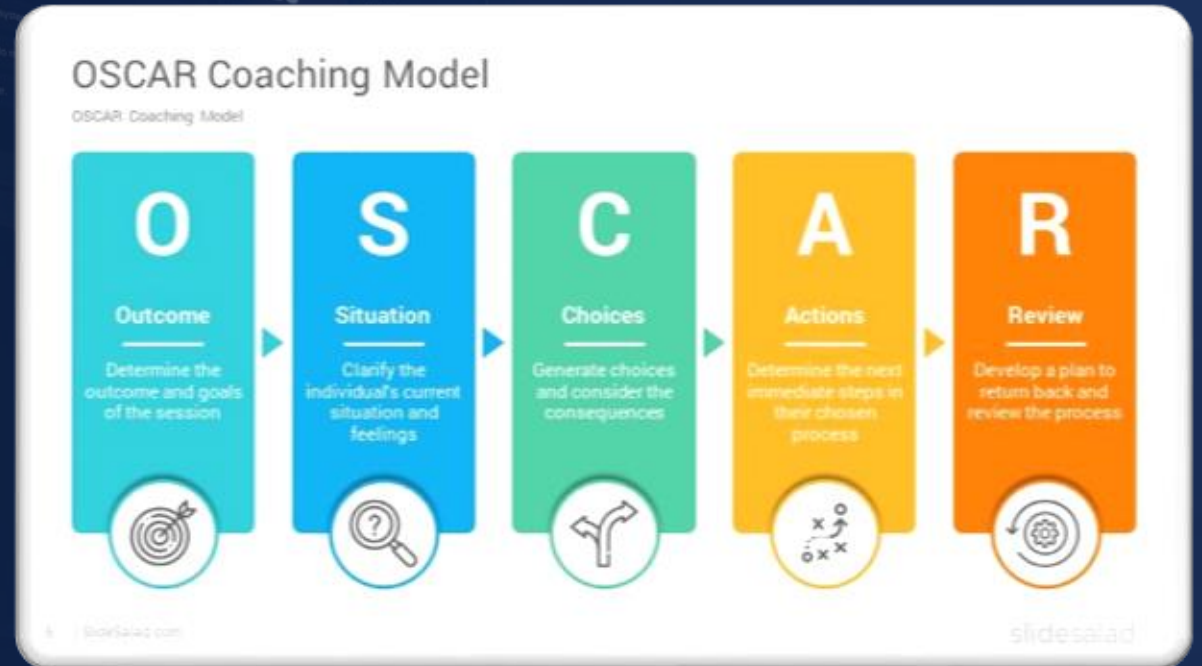 OSCAR Coaching Model
OSCAR Coaching Model
O
Outcome
Determine the
outcome and goals
of the session
S
Situation
Clarify the
individual's current
situation and
feelings
C
Choices
Generate choices
and consider the
consequences
A
Actions
Determine the next
immediate steps in
their chosen
process
R
Review
Develop a plan to
return back and
review the process
?
SlideSalad.com
slidesalad